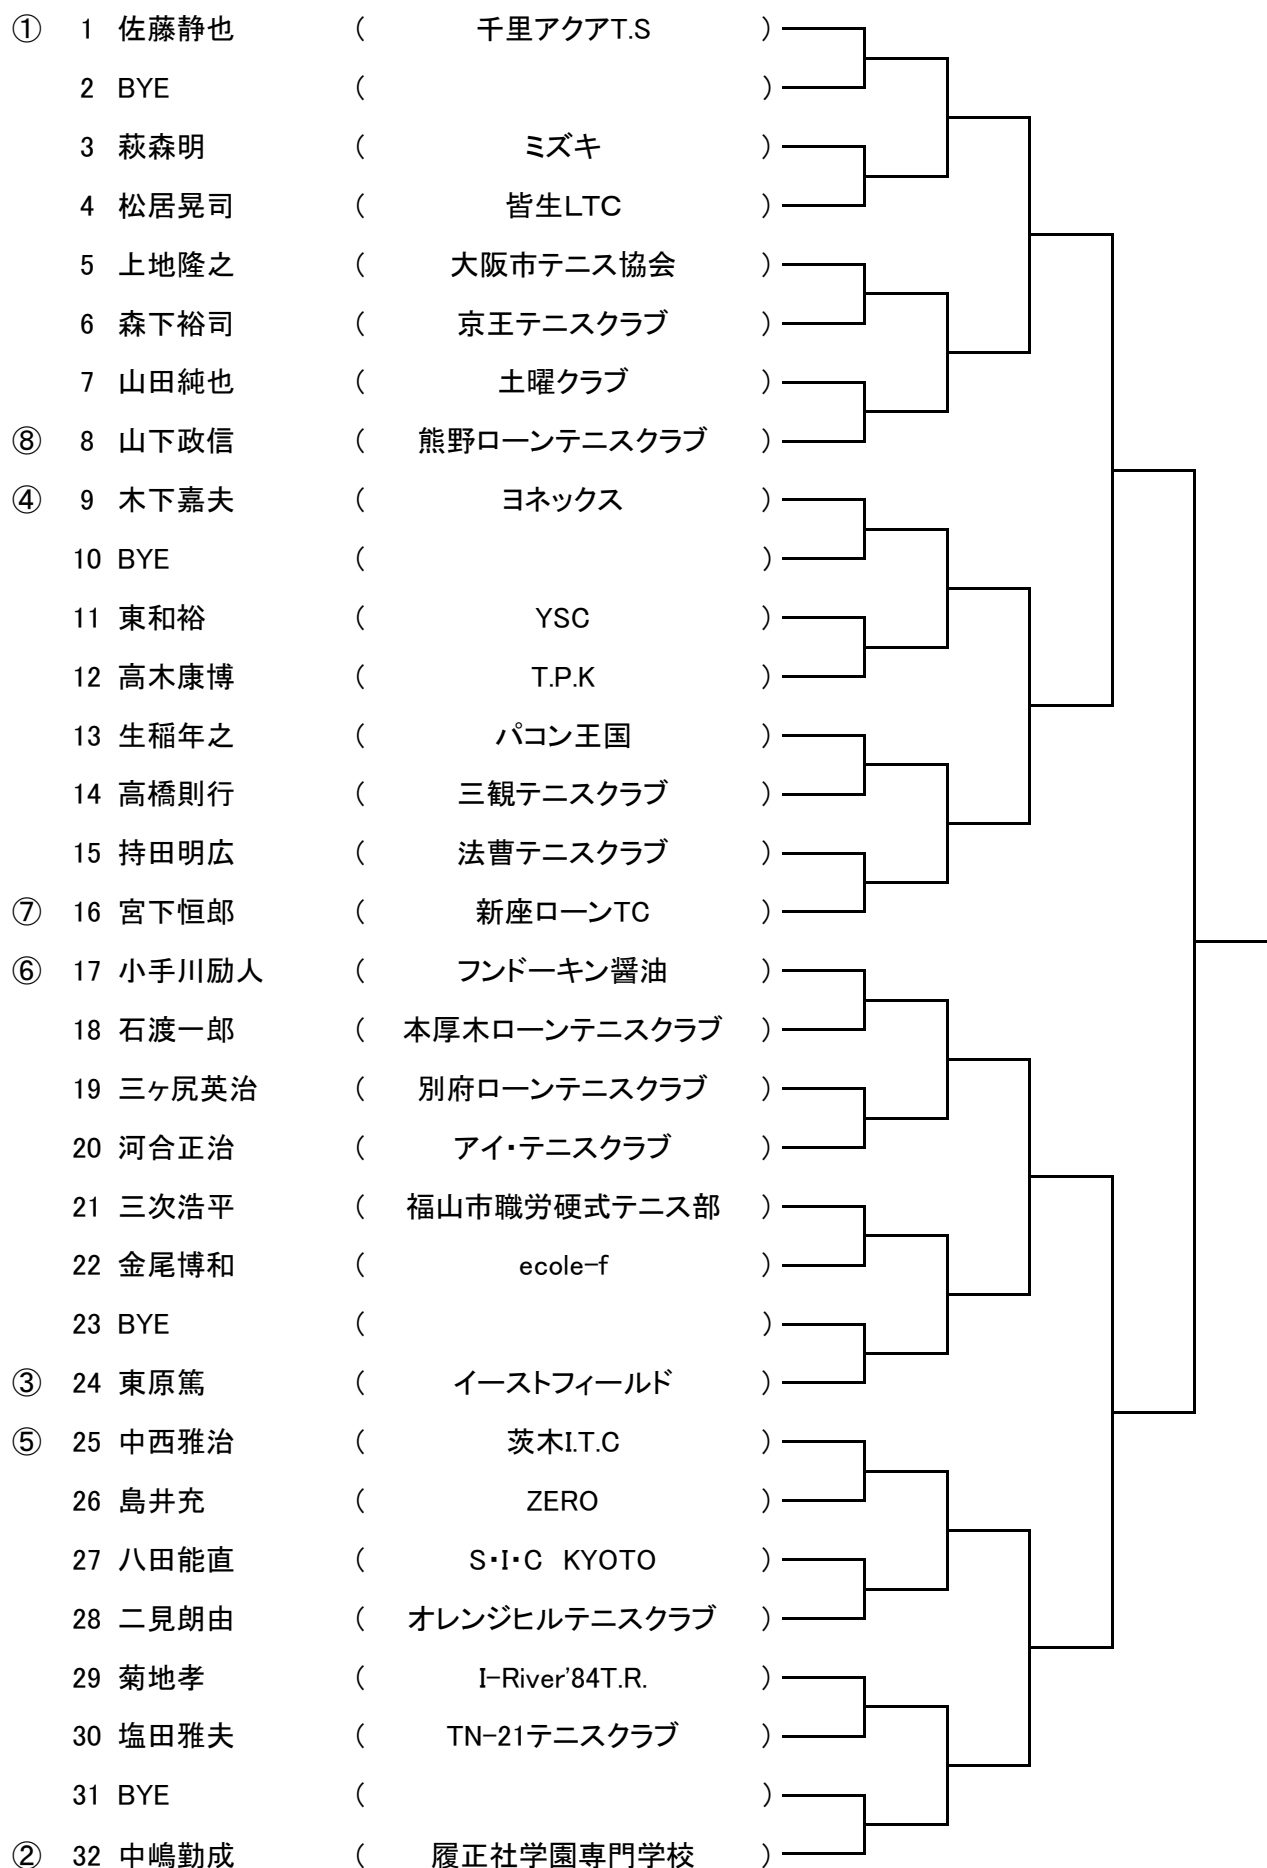 ① 1 佐藤静也 ( 千里アクアT.S )
2 BYE ( )
3 萩森明 ( ミズキ )
4 松居晃司 ( 皆生LTC )
5 上地隆之 ( 大阪市テニス協会 )
6 森下裕司 ( 京王テニスクラブ )
7 山田純也 ( 土曜クラブ )
⑧ 8 山下政信 ( 熊野ローンテニスクラブ )
④ 9 木下嘉夫 ( ヨネックス )
10 BYE ( )
11 東和裕 ( YSC )
12 高木康博 ( T.P.K )
13 生稲年之 ( パコン王国 )
14 高橋則行 ( 三観テニスクラブ )
15 持田明広 ( 法曹テニスクラブ )
⑦ 16 宮下恒郎 ( 新座ローンTC )
⑥ 17 小手川励人 ( フンドーキン醤油 )
18 石渡一郎 ( 本厚木ローンテニスクラブ )
19 三ヶ尻英治 ( 別府ローンテニスクラブ )
20 河合正治 ( アイ・テニスクラブ )
21 三次浩平 ( 福山市職労硬式テニス部 )
22 金尾博和 ( ecole-f )
23 BYE ( )
③ 24 東原篤 ( イーストフィールド )
⑤ 25 中西雅治 ( 茨木I.T.C )
26 島井充 ( ZERO )
27 八田能直 ( S・I・C KYOTO )
28 二見朗由 ( オレンジヒルテニスクラブ )
29 菊地孝 ( I-River'84T.R. )
30 塩田雅夫 ( TN-21テニスクラブ )
31 BYE ( )
② 32 中嶋勤成 ( 履正社学園専門学校 )